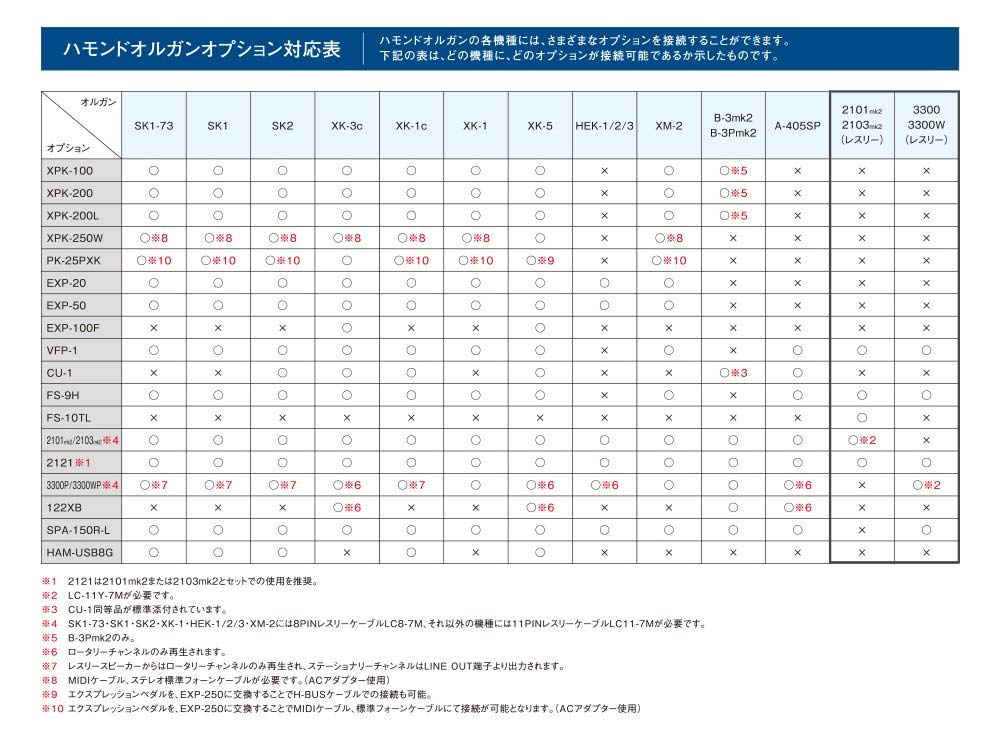 ハモンドオルガンオプション対応表
ハモンドオルガンの各機種には、さまざまなオプションを接続することができます。
下記の表は、どの機種に、どのオプションが接続可能であるか示したものです。
オルガン
オプション
SK1-73 SK1 SK2 XK-3c XK-1c XK-1 XK-5 HEK-1/2/3 XM-2 B-3mk2 B-3Pmk2 A-405SP 2101mk2 2103mk2 (レスリー) 3300 3300W (レスリー)
XPK-100 ○ ○ ○ ○ ○ ○ ○ × ○ ○※5 × × ×
XPK-200 ○ ○ ○ ○ ○ ○ ○ × ○ ○※5 × × ×
XPK-200L ○ ○ ○ ○ ○ ○ ○ × ○ ○※5 × × ×
XPK-250W ○※8 ○※8 ○※8 ○※8 ○※8 ○※8 ○ × ○※8 × × × ×
PK-25PXK ○※10 ○※10 ○※10 ○ ○※10 ○※10 ○※9 × ○※10 × × × ×
EXP-20 ○ ○ ○ ○ ○ ○ ○ ○ ○ × × × ×
EXP-50 ○ ○ ○ ○ ○ ○ ○ ○ ○ × × × ×
EXP-100F × × × ○ × × ○ × × × × × ×
VFP-1 ○ ○ ○ ○ ○ ○ ○ × ○ × ○ ○ ○
CU-1 × × ○ ○ ○ ○ ○ × × ○※3 ○ × ×
FS-9H ○ ○ ○ ○ ○ ○ ○ × ○ × ○ ○ ○
FS-10TL × × × × × × × × × × × ○ ×
2101mk2/2103mk2※4 ○ ○ ○ ○ ○ ○ ○ ○ ○ ○ ○ ○※2 ×
2121※1 ○ ○ ○ ○ ○ ○ ○ ○ ○ ○ ○ ○ ○
3300P/3300WP※4 ○※7 ○※7 ○※7 ○※6 ○※7 ○ ○※6 ○※6 ○ ○ ○※6 × ○※2
122XB × × × ○※6 × × ○※6 × × ○ ○※6 × ×
SPA-150R-L ○ ○ ○ ○ ○ ○ ○ ○ ○ ○ ○ × ○
HAM-USB8G ○ ○ ○ × ○ × ○ × × × × × ×
※1 2121は2101mk2または2103mk2とセットでの使用を推奨。
※2 LC-11Y-7Mが必要です。
※3 CU-1同等品が標準添付されています。
※4 SK1-73・SK1・SK2・XK-1・HEK-1/2/3・XM-2には8PINレスリーケーブルLC8-7M、それ以外の機種には11PINレスリーケーブルLC11-7Mが必要です。
※5 B-3Pmk2のみ。
※6 ロータリーチャンネルのみ再生されます。
※7 レスリースピーカーからはロータリーチャンネルのみ再生され、ステーショナリーチャンネルはLINE OUT端子より出力されます。
※8 MIDIケーブル、ステレオ標準フォーンケーブルが必要です。(ACアダプター使用)
※9 エクスプレッションペダルを、EXP-250に交換することでH-BUSケーブルでの接続も可能。
※10 エクスプレッションペダルを、EXP-250に交換することでMIDIケーブル、標準フォーンケーブルにて接続が可能となります。(ACアダプター使用)